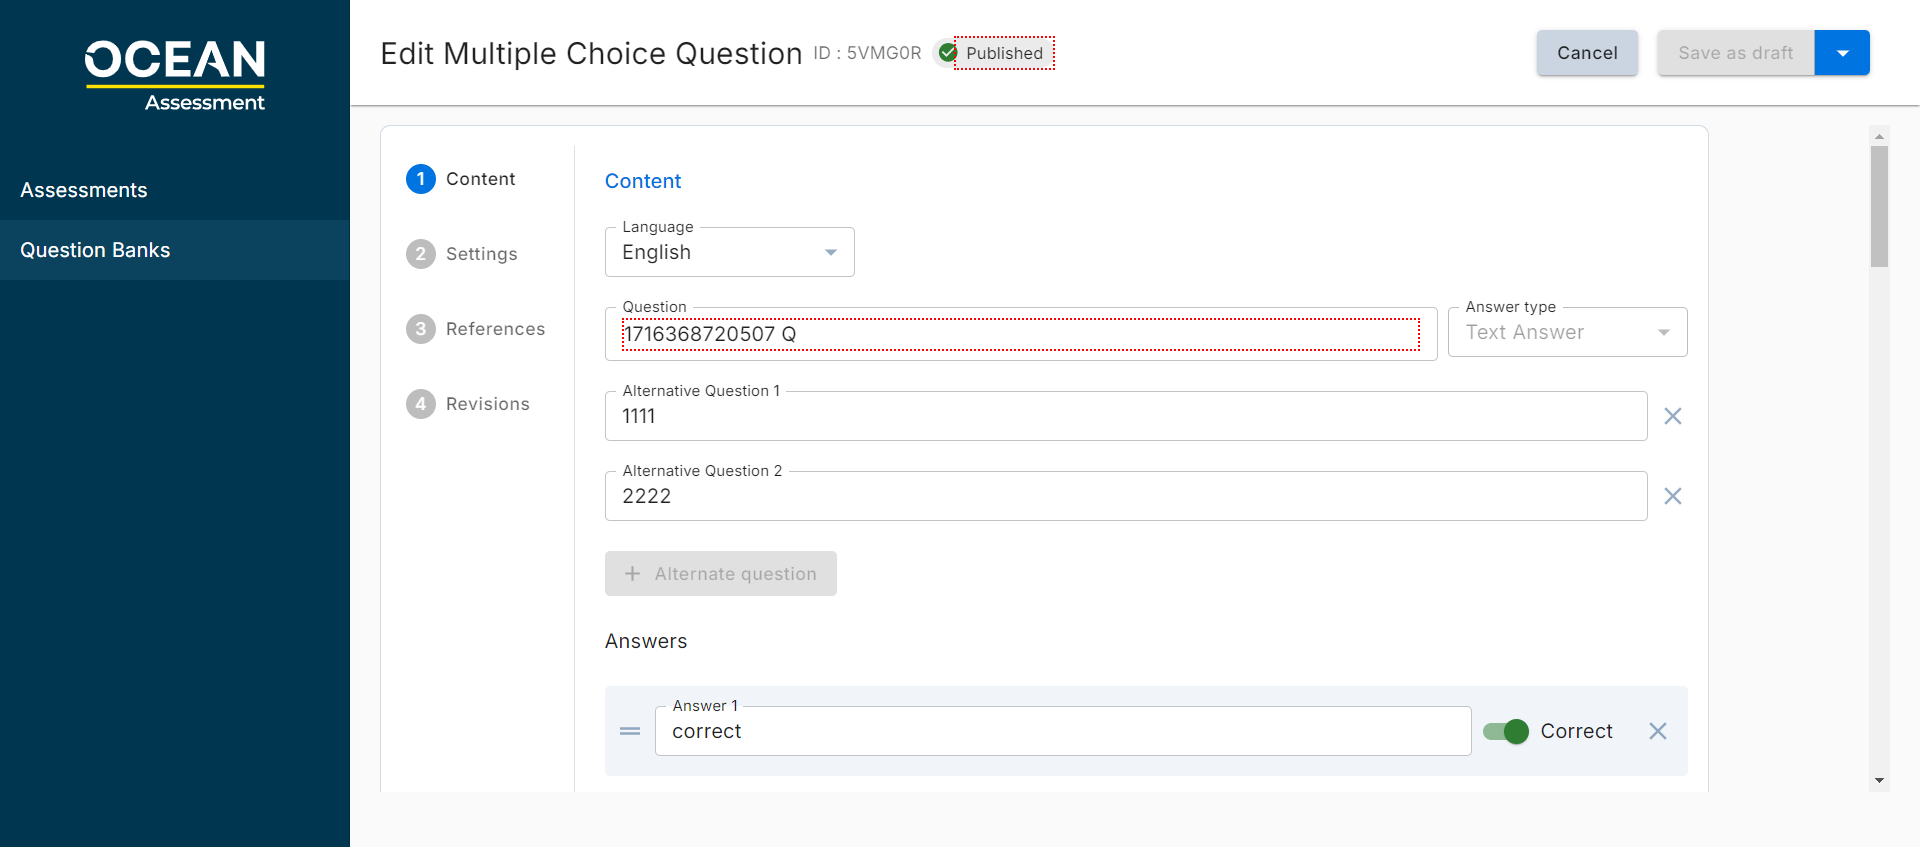 OCEAN
Assessment
Assessments
Question Banks
Edit Multiple Choice Question ID : 5VMG0R Published
Cancel
Save as draft
1 Content
2 Settings
3 References
4 Revisions
Content
Language
English
Question
1716368720507 Q
Answer type
Text Answer
Alternative Question 1
1111
Alternative Question 2
2222
+ Alternate question
Answers
Answer 1
correct
Correct